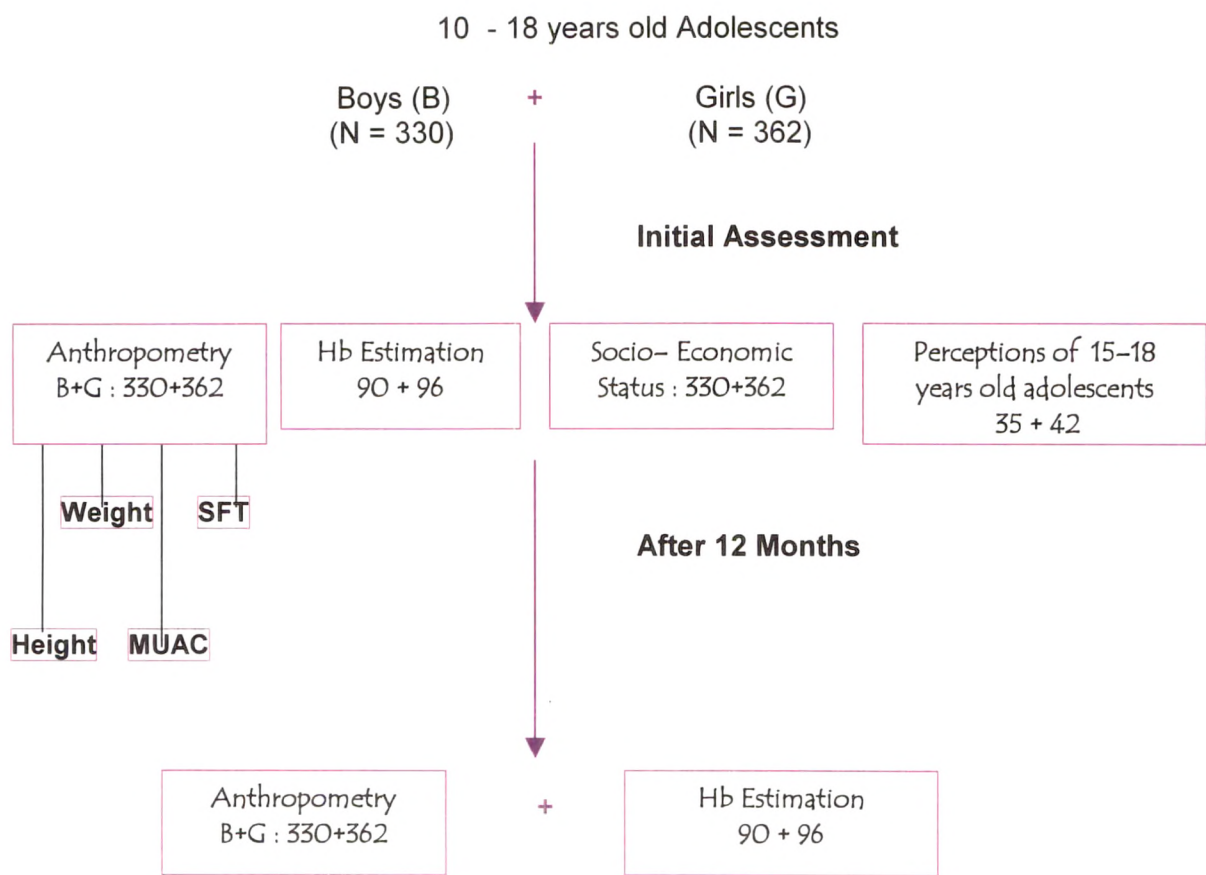 10 - 18 years old Adolescents
Boys (B) + Girls (G)
(N = 330) (N = 362)
Initial Assessment
Anthropometry
B+G : 330+362
Hb Estimation
90 + 96
Socio- Economic
Status : 330+362
Perceptions of 15-18
years old adolescents
35 + 42
Weight SFT
After 12 Months
Height MUAC
Anthropometry
B+G : 330+362
+
Hb Estimation
90 + 96